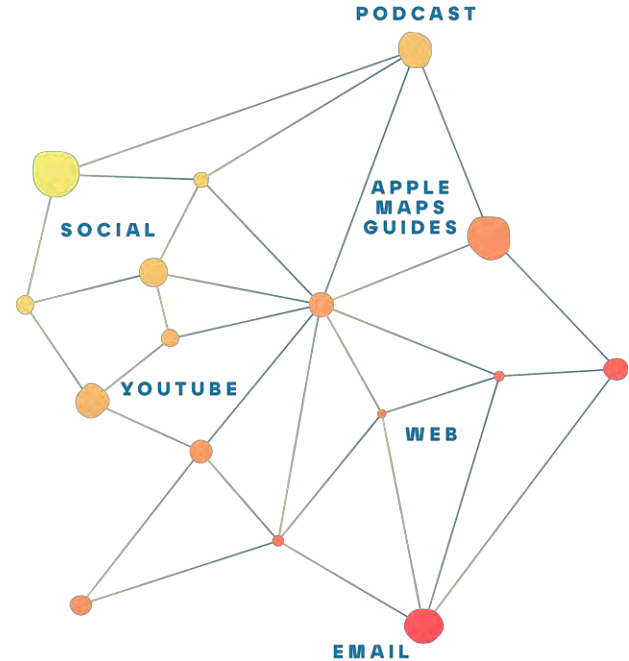 PODCAST
APPLE
MAPS
GUIDES
SOCIAL
YOUTUBE
WEB
EMAIL